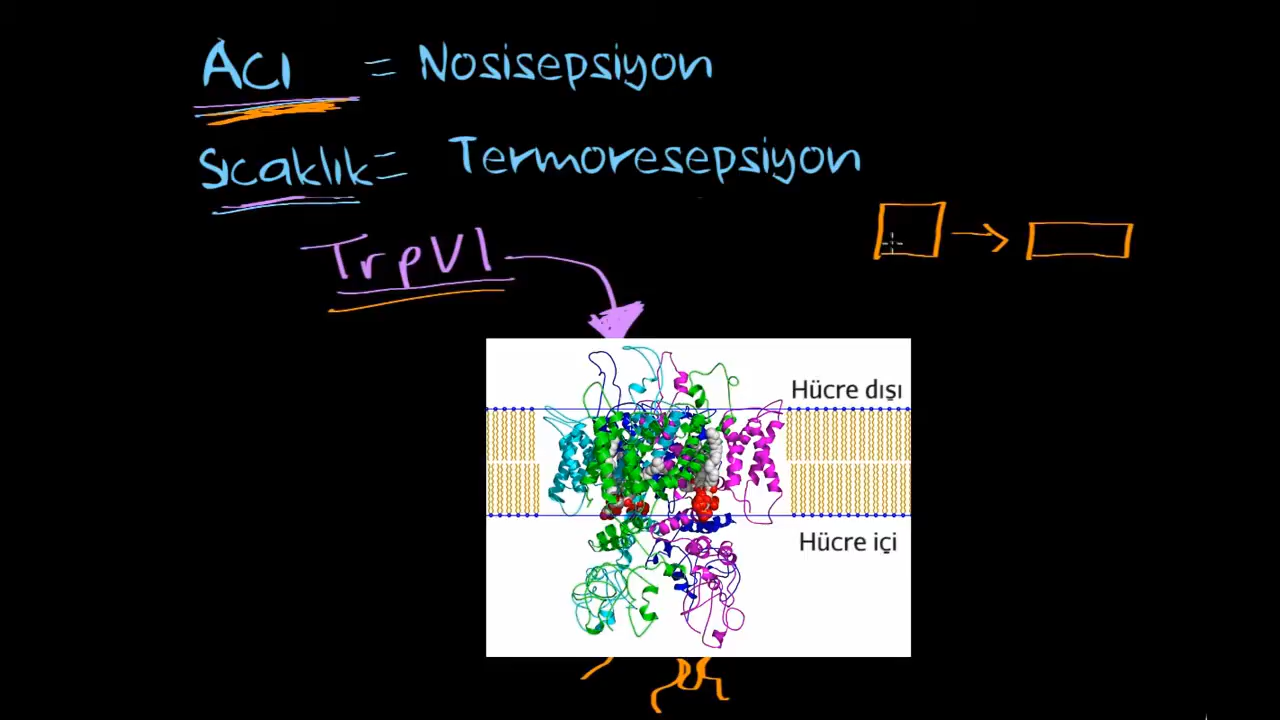 Acı = Nosisepsiyon
Sıcaklık = Termoresepsiyon
TrpV1
Hücre dışı
Hücre içi